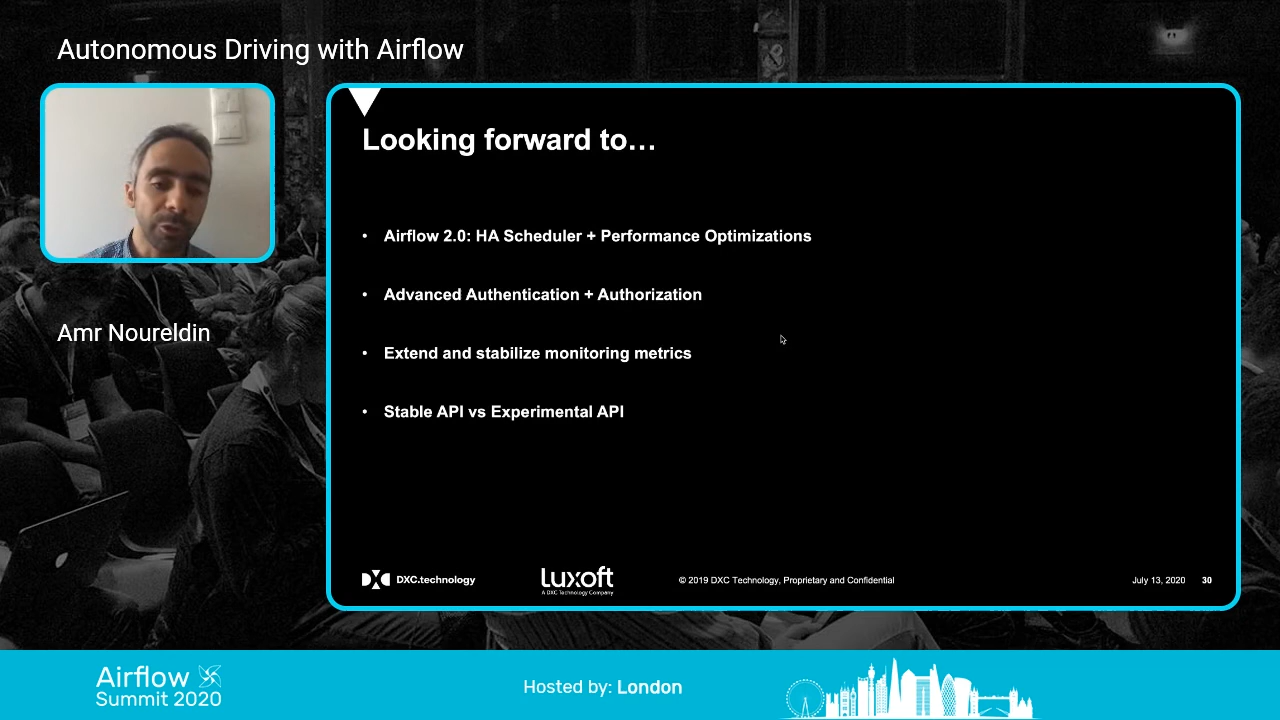 Autonomous Driving with Airflow
Looking forward to…
• Airflow 2.0: HA Scheduler + Performance Optimizations
• Advanced Authentication + Authorization
Amr Noureldin
• Extend and stabilize monitoring metrics
• Stable API vs Experimental API
DXC.technology
Luxoft
A DXC Technology Company
© 2019 DXC Technology, Proprietary and Confidential
July 13, 2020 30
Airflow
Summit 2020
Hosted by: London